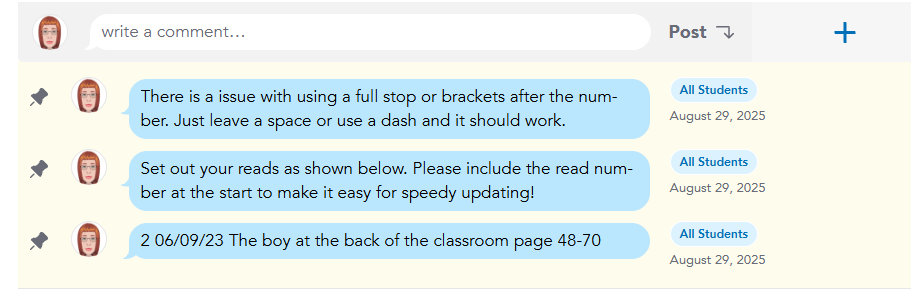 write a comment...
Post
There is a issue with using a full stop or brackets after the num-
ber. Just leave a space or use a dash and it should work.
All Students
August 29, 2025
Set out your reads as shown below. Please include the read num-
ber at the start to make it easy for speedy updating!
All Students
August 29, 2025
2 06/09/23 The boy at the back of the classroom page 48-70
All Students
August 29, 2025